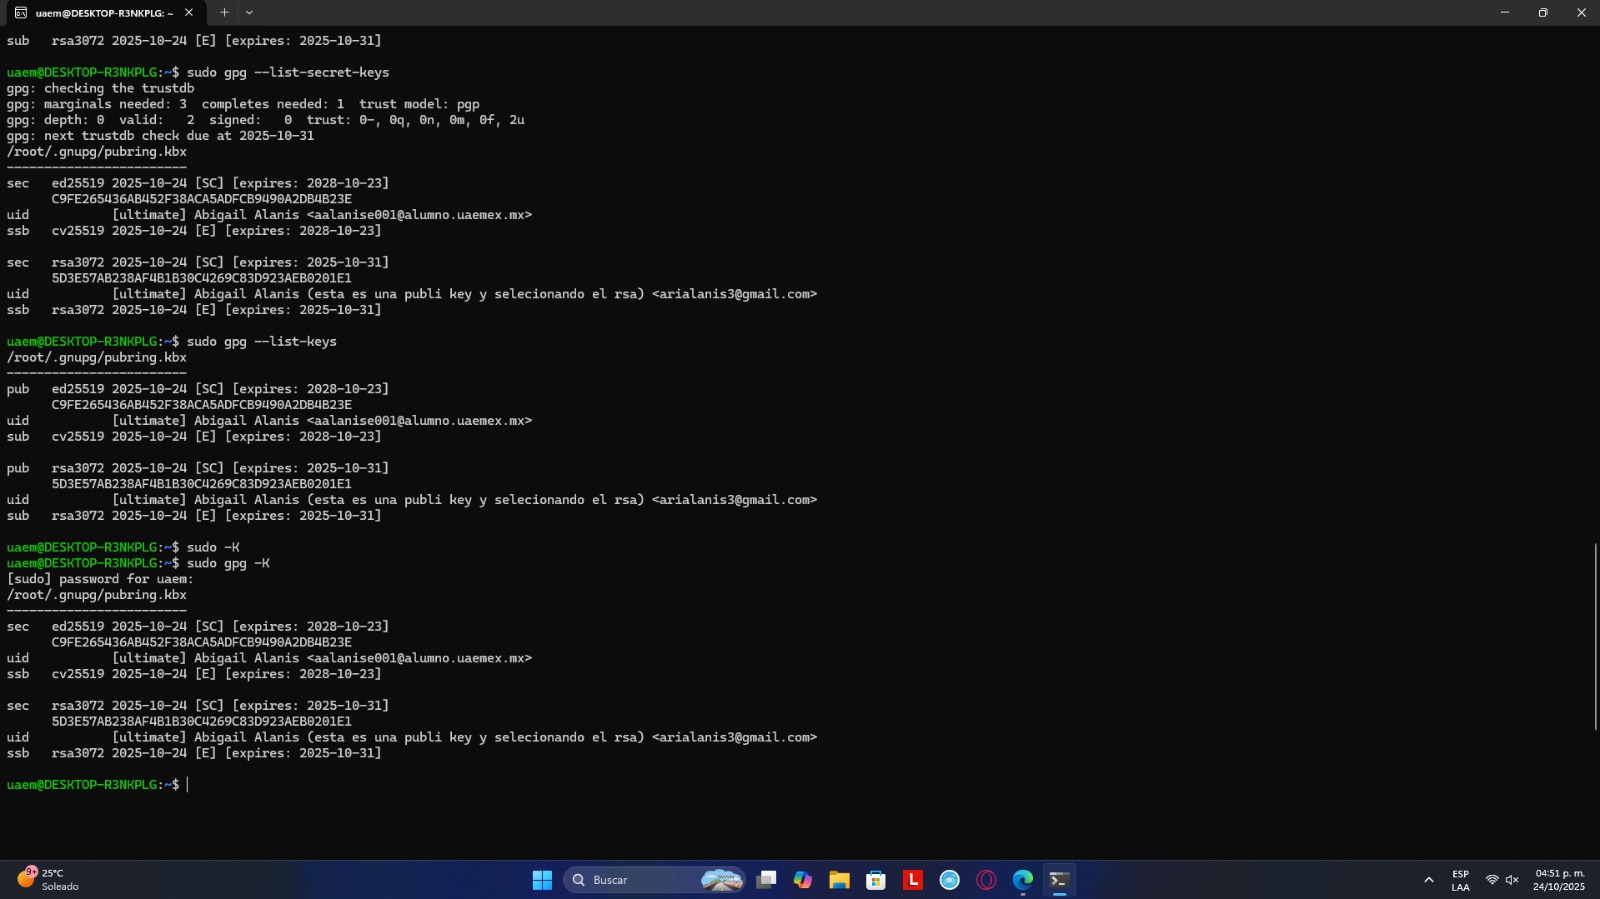 uaem@DESKTOP-R3NKPLG: ~
sub   rsa3072 2025-10-24 [E] [expires: 2025-10-31]
uaem@DESKTOP-R3NKPLG:~$ sudo gpg --list-secret-keys
gpg: checking the trustdb
gpg: marginals needed: 3  completes needed: 1  trust model: pgp
gpg: depth: 0  valid:   2  signed:   0  trust: 0-, 0q, 0n, 0m, 0f, 2u
gpg: next trustdb check due at 2025-10-31
/root/.gnupg/pubring.kbx
------------------------
sec   ed25519 2025-10-24 [SC] [expires: 2028-10-23]
      C9FE265436AB452F38ACA5ADFCB9490A2DB4B23E
uid           [ultimate] Abigail Alanis <aalanise001@alumno.uaemex.mx>
ssb   cv25519 2025-10-24 [E] [expires: 2028-10-23]
sec   rsa3072 2025-10-24 [SC] [expires: 2025-10-31]
      5D3E57AB238AF4B1B30C4269C83D923AEB0201E1
uid           [ultimate] Abigail Alanis (esta es una publi key y selecionando el rsa) <arialanis3@gmail.com>
ssb   rsa3072 2025-10-24 [E] [expires: 2025-10-31]
uaem@DESKTOP-R3NKPLG:~$ sudo gpg --list-keys
/root/.gnupg/pubring.kbx
------------------------
pub   ed25519 2025-10-24 [SC] [expires: 2028-10-23]
      C9FE265436AB452F38ACA5ADFCB9490A2DB4B23E
uid           [ultimate] Abigail Alanis <aalanise001@alumno.uaemex.mx>
sub   cv25519 2025-10-24 [E] [expires: 2028-10-23]
pub   rsa3072 2025-10-24 [SC] [expires: 2025-10-31]
      5D3E57AB238AF4B1B30C4269C83D923AEB0201E1
uid           [ultimate] Abigail Alanis (esta es una publi key y selecionando el rsa) <arialanis3@gmail.com>
sub   rsa3072 2025-10-24 [E] [expires: 2025-10-31]
uaem@DESKTOP-R3NKPLG:~$ sudo -K
uaem@DESKTOP-R3NKPLG:~$ sudo gpg -K
[sudo] password for uaem:
/root/.gnupg/pubring.kbx
------------------------
sec   ed25519 2025-10-24 [SC] [expires: 2028-10-23]
      C9FE265436AB452F38ACA5ADFCB9490A2DB4B23E
uid           [ultimate] Abigail Alanis <aalanise001@alumno.uaemex.mx>
ssb   cv25519 2025-10-24 [E] [expires: 2028-10-23]
sec   rsa3072 2025-10-24 [SC] [expires: 2025-10-31]
      5D3E57AB238AF4B1B30C4269C83D923AEB0201E1
uid           [ultimate] Abigail Alanis (esta es una publi key y selecionando el rsa) <arialanis3@gmail.com>
ssb   rsa3072 2025-10-24 [E] [expires: 2025-10-31]
uaem@DESKTOP-R3NKPLG:~$
9+
25°C
Soleado
Buscar
L
ESP
LAA
04:51 p. m.
24/10/2025